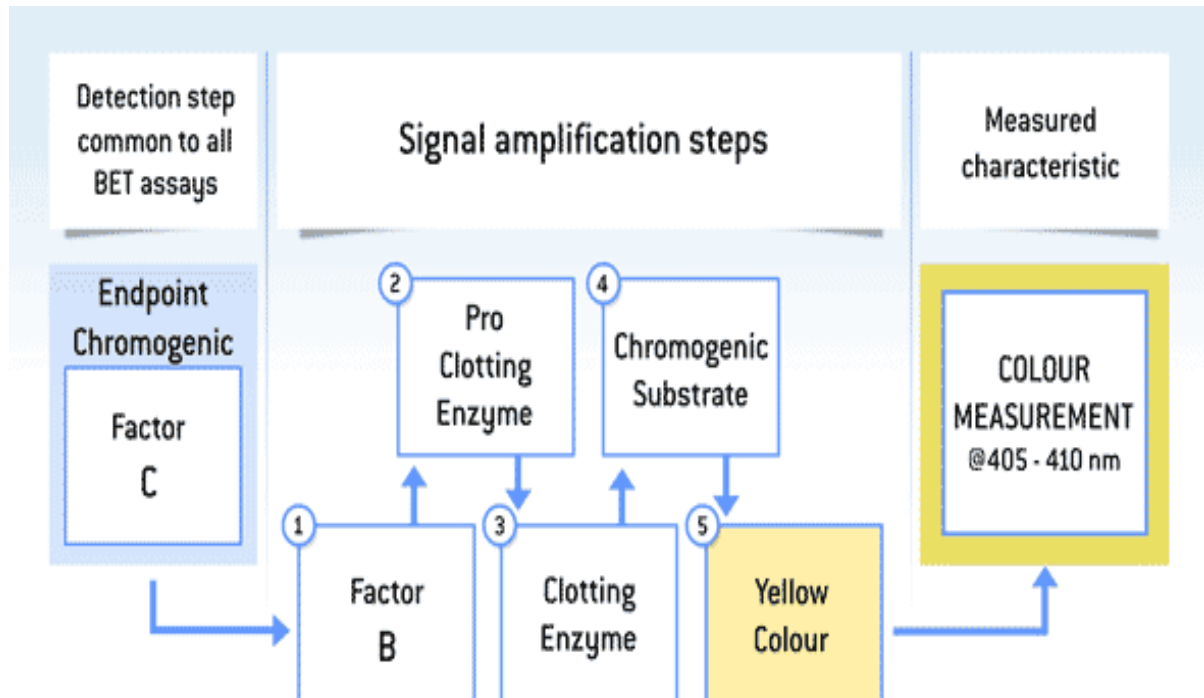 Detection step
common to all
BET assays
Signal amplification steps
Measured
characteristic
Endpoint
Chromogenic
Factor
C
2
Pro
Clotting
Enzyme
4
Chromogenic
Substrate
COLOUR
MEASUREMENT
@405 - 410 nm
1
Factor
B
3
Clotting
Enzyme
5
Yellow
Colour